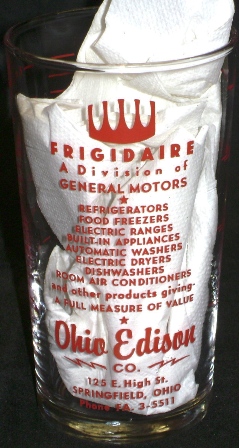 FRIGIDAIRE
A Division of
GENERAL MOTORS
★
REFRIGERATORS
FOOD FREEZERS
ELECTRIC RANGES
BUILT-IN APPLIANCES
AUTOMATIC WASHERS
ELECTRIC DRYERS
DISHWASHERS
ROOM AIR CONDITIONERS
and other products giving-
A FULL MEASURE OF VALUE
★
Ohio Edison
CO.
125 E. High St.
SPRINGFIELD, OHIO
Phone FA. 3-5511